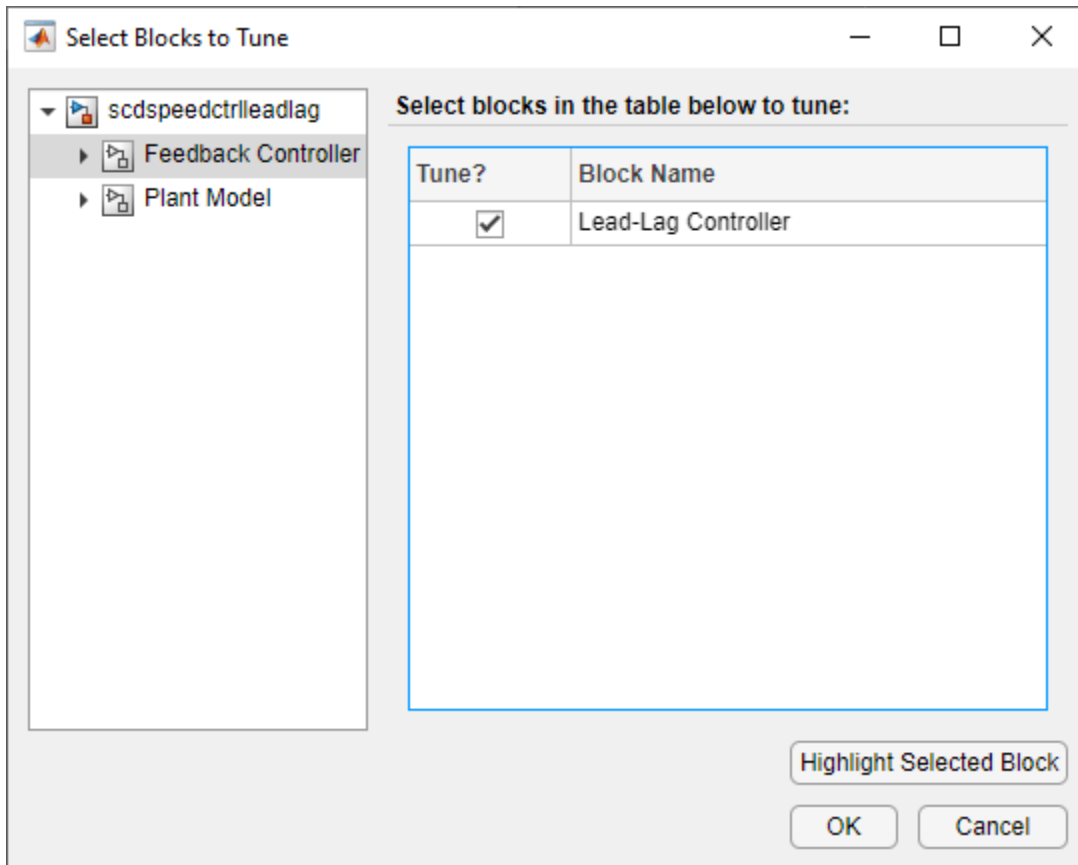 Select Blocks to Tune
scdspeedctrlleadlag
Feedback Controller
Plant Model
Select blocks in the table below to tune:
Tune? Block Name
Lead-Lag Controller
Highlight Selected Block
OK Cancel